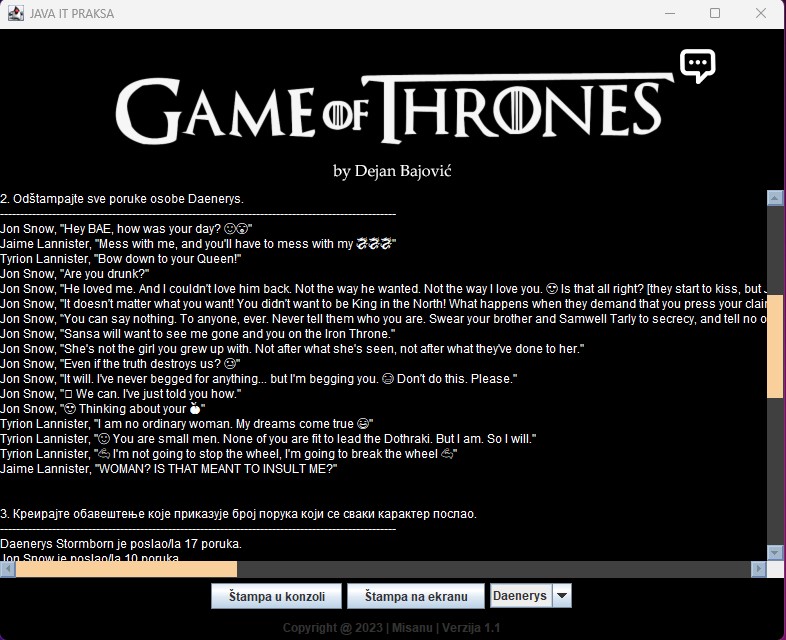 JAVA IT PRAKSA
GAME OF THRONES
by Dejan Bajović
2. Odštampajte sve poruke osobe Daenerys.
---------------------------------------------------------------------------------------------------
Jon Snow, "Hey BAE, how was your day? 🙂😮"
Jaime Lannister, "Mess with me, and you'll have to mess with my 🐉🐉🐉"
Tyrion Lannister, "Bow down to your Queen!"
Jon Snow, "Are you drunk?"
Jon Snow, "He loved me. And I couldn't love him back. Not the way he wanted. Not the way I love you. 😍 Is that all right? [they start to kiss, but
Jon Snow, "It doesn't matter what you want! You didn't want to be King in the North! What happens when they demand that you press your clai
Jon Snow, "You can say nothing. To anyone, ever. Never tell them who you are. Swear your brother and Samwell Tarly to secrecy, and tell no o
Jon Snow, "Sansa will want to see me gone and you on the Iron Throne."
Jon Snow, "She's not the girl you grew up with. Not after what she's seen, not after what they've done to her."
Jon Snow, "Even if the truth destroys us? 😐"
Jon Snow, "It will. I've never begged for anything... but I'm begging you. 😑 Don't do this. Please."
Jon Snow, "▯ We can. I've just told you how."
Jon Snow, "😍 Thinking about your 🍑"
Tyrion Lannister, "I am no ordinary woman. My dreams come true 😄"
Tyrion Lannister, "🙂 You are small men. None of you are fit to lead the Dothraki. But I am. So I will."
Tyrion Lannister, "💪 I'm not going to stop the wheel, I'm going to break the wheel 💪"
Jaime Lannister, "WOMAN? IS THAT MEANT TO INSULT ME?"
3. Креирајте обавештење које приказује број порука који се сваки карактер послао.
---------------------------------------------------------------------------------------------------
Daenerys Stormborn je poslao/la 17 poruka.
Jon Snow je poslao/la 10 poruka
Štampa u konzoli
Štampa na ekranu
Daenerys
Copyright @ 2023 | Misanu | Verzija 1.1